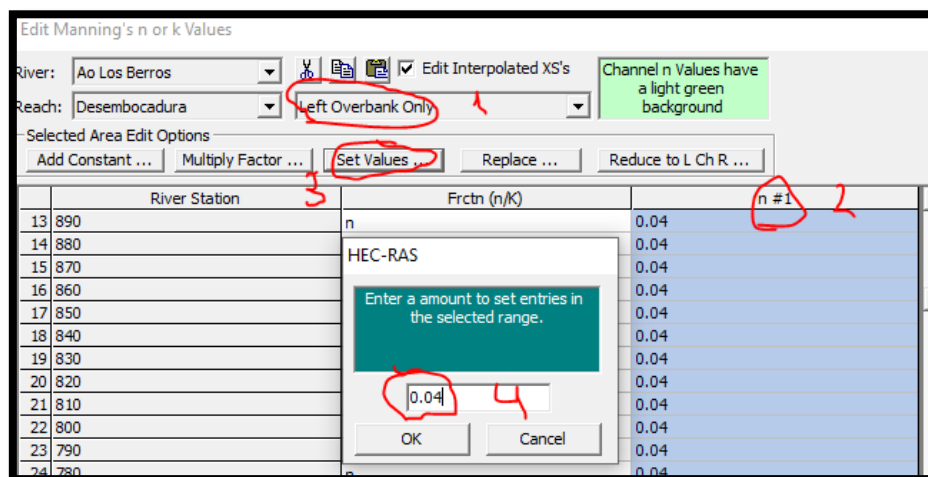 Edit Manning's n or k Values
River: Ao Los Berros Edit Interpolated XS's
Channel n Values have
a light green
background
Reach: Desembocadura Left Overbank Only 1
Selected Area Edit Options
Add Constant ... Multiply Factor ... Set Values ... Replace ... Reduce to L Ch R ...
3
River Station Frctn (n/K) n #1 2
13 890 n 0.04
14 880 0.04
15 870 0.04
16 860 0.04
17 850 0.04
18 840 0.04
19 830 0.04
20 820 0.04
21 810 0.04
22 800 0.04
23 790 0.04
24 780 n 0.04
HEC-RAS
Enter a amount to set entries in
the selected range.
0.04 4
OK Cancel